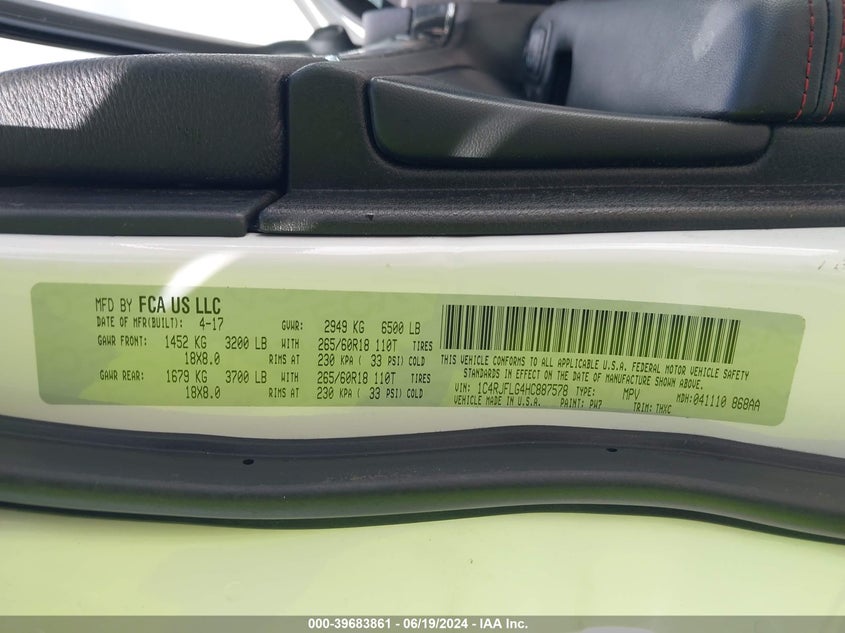 MFD BY FCA US LLC
DATE OF MFR(BUILT): 4-17 GVWR: 2949 KG 6500 LB
GAWR FRONT: 1452 KG 3200 LB WITH 265/60R18 110T TIRES
18X8.0 RIMS AT 230 KPA ( 33 PSI) COLD
GAWR REAR: 1679 KG 3700 LB WITH 265/60R18 110T TIRES
18X8.0 RIMS AT 230 KPA ( 33 PSI) COLD
THIS VEHICLE CONFORMS TO ALL APPLICABLE U.S.A. FEDERAL MOTOR VEHICLE SAFETY
STANDARDS IN EFFECT ON THE DATE OF MANUFACTURE SHOWN ABOVE.
VIN: 1C4RJFLG4HC887578 TYPE: MPV MDH: 041110 868AA
VEHICLE MADE IN U.S.A. PAINT: PW7 TRIM: THXC
000-39683861 - 06/19/2024 - IAAI.com